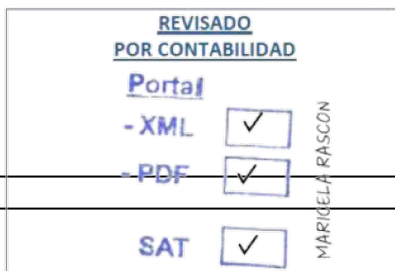 REVISADO
POR CONTABILIDAD
Portal
- XML ✓
- PDF ✓
SAT ✓
MARICELA RASCON